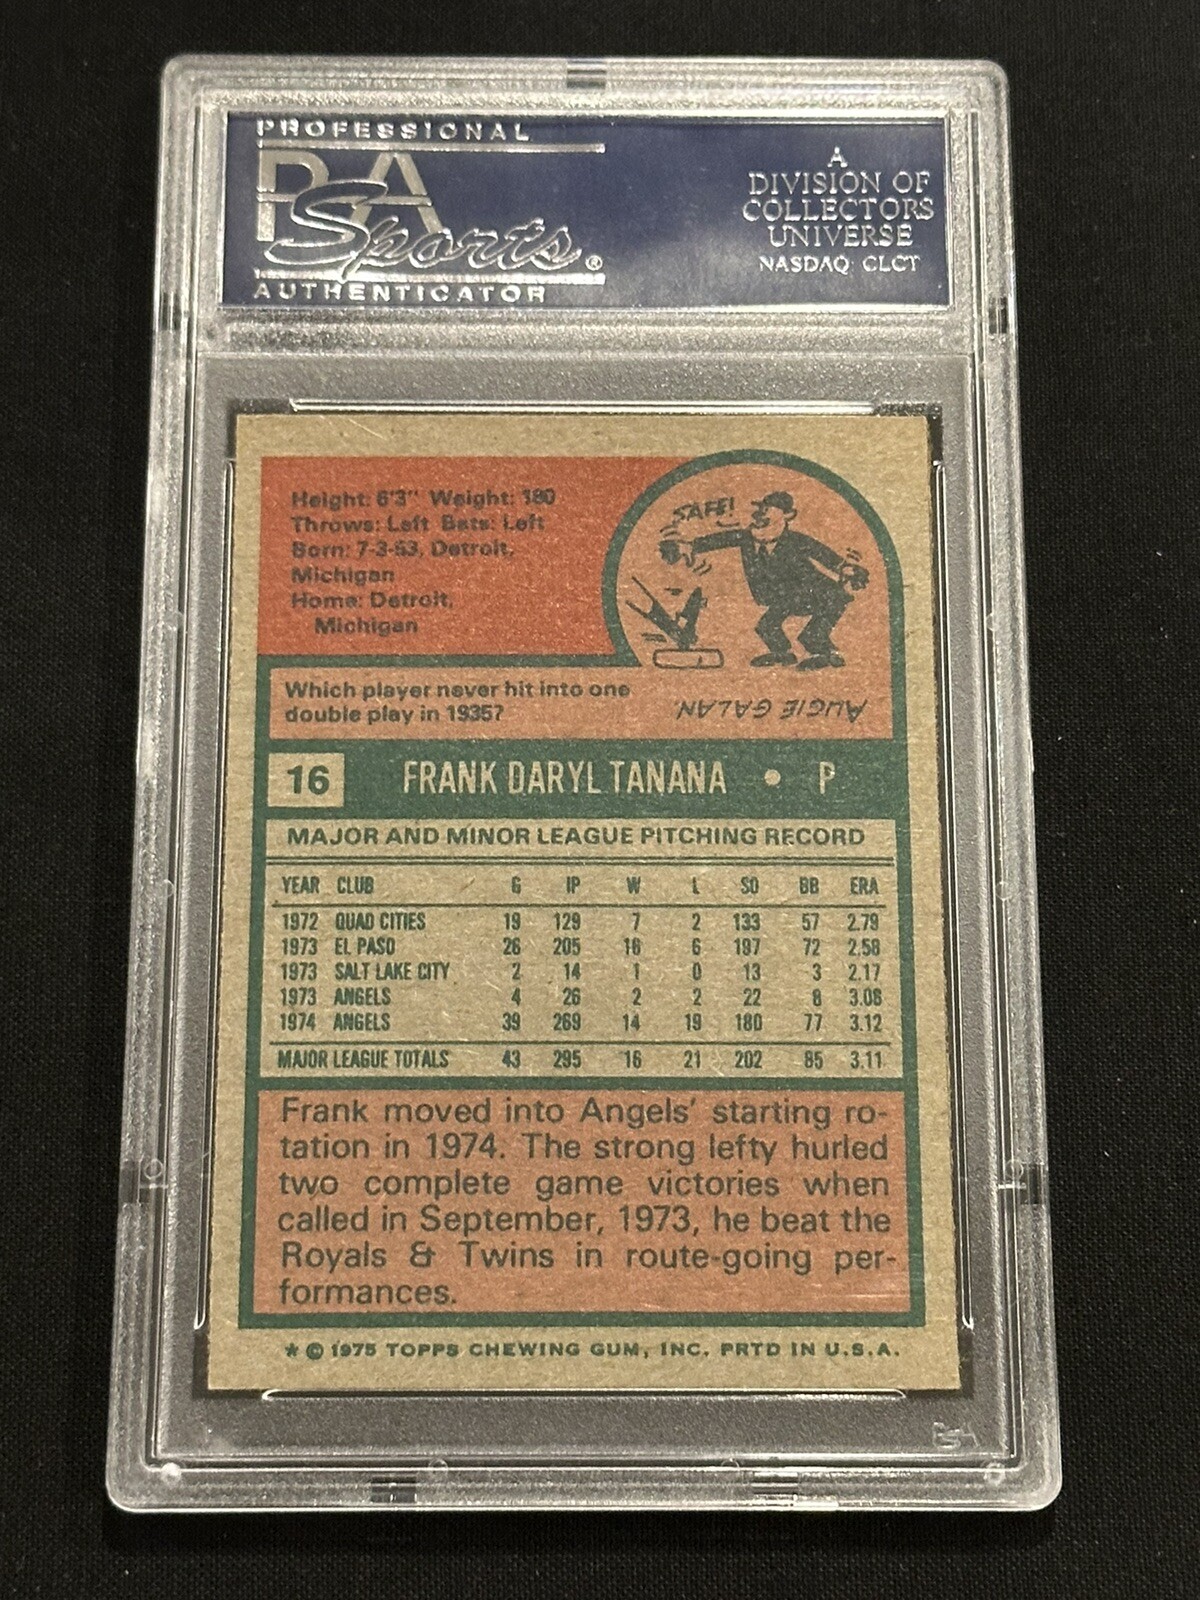 PROFESSIONAL
PSA
Sports®
AUTHENTICATOR
A
DIVISION OF
COLLECTORS
UNIVERSE
NASDAQ: CLCT
Height: 6'3" Weight: 180
Throws: Left Bats: Left
Born: 7-3-53, Detroit,
Michigan
Home: Detroit,
Michigan
SAFE!
Which player never hit into one
double play in 1935?
AUGIE GALAN.
16 FRANK DARYL TANANA • P
MAJOR AND MINOR LEAGUE PITCHING RECORD
YEAR CLUB G IP W L SO BB ERA
1972 QUAD CITIES 19 129 7 2 133 57 2.79
1973 EL PASO 26 205 16 6 197 72 2.58
1973 SALT LAKE CITY 2 14 1 0 13 3 2.17
1973 ANGELS 4 26 2 2 22 8 3.08
1974 ANGELS 39 269 14 19 180 77 3.12
MAJOR LEAGUE TOTALS 43 295 16 21 202 85 3.11
Frank moved into Angels' starting ro-
tation in 1974. The strong lefty hurled
two complete game victories when
called in September, 1973, he beat the
Royals & Twins in route-going per-
formances.
* © 1975 TOPPS CHEWING GUM, INC. PRTD IN U.S.A.
PSA